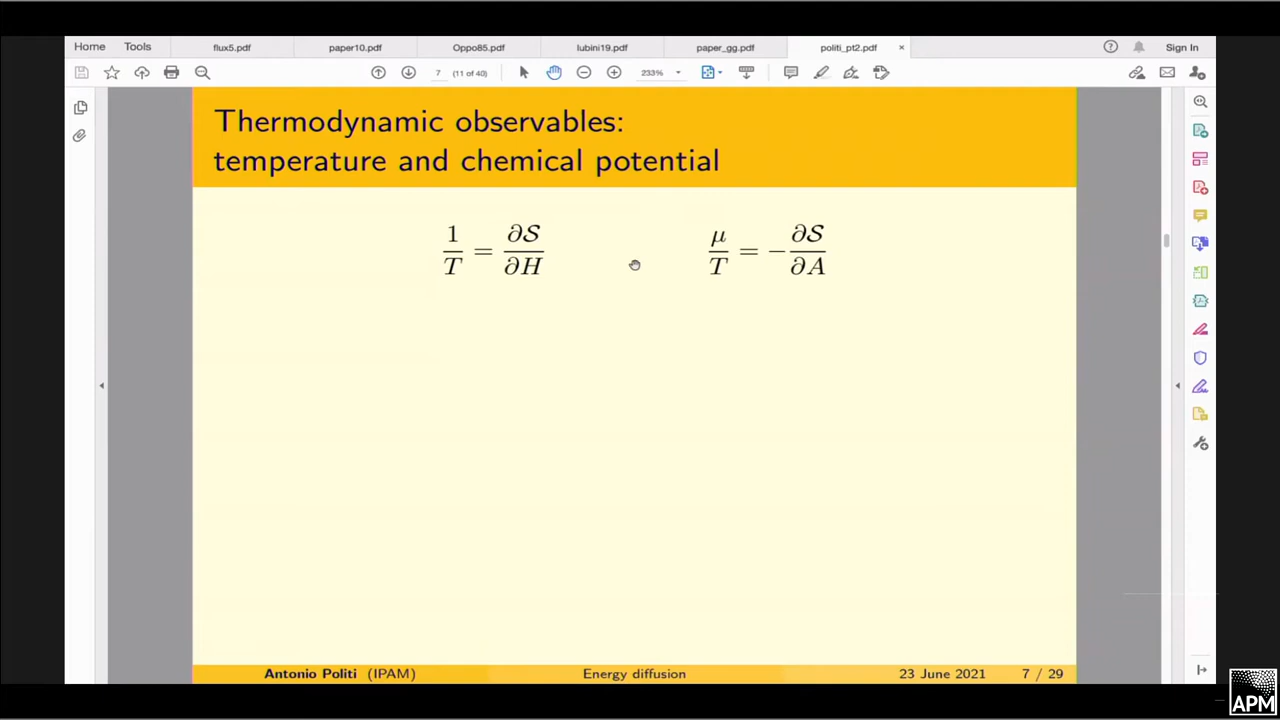 Home Tools flux5.pdf paper10.pdf Oppo85.pdf lubini19.pdf paper_gg.pdf politi_pt2.pdf × Sign In
7 (11 of 40) 233%
Thermodynamic observables:
temperature and chemical potential
1/T = ∂𝒮/∂H μ/T = −∂𝒮/∂A
Antonio Politi (IPAM) Energy diffusion 23 June 2021 7 / 29
APM